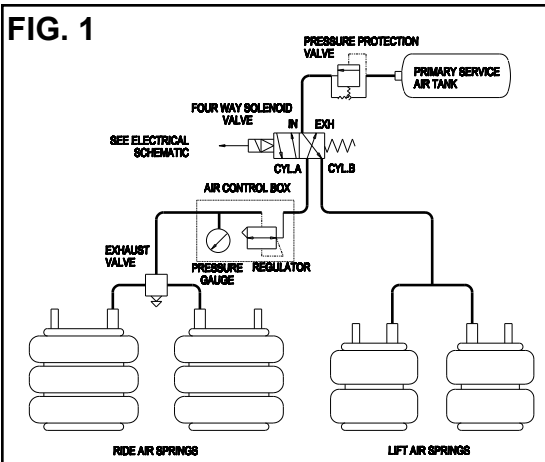 FIG. 1
PRESSURE PROTECTION
VALVE
PRIMARY SERVICE
AIR TANK
FOUR WAY SOLENOID
VALVE
IN EXH
SEE ELECTRICAL
SCHEMATIC
CYL.A CYL.B
AIR CONTROL BOX
EXHAUST
VALVE
PRESSURE
GAUGE
REGULATOR
RIDE AIR SPRINGS
LIFT AIR SPRINGS